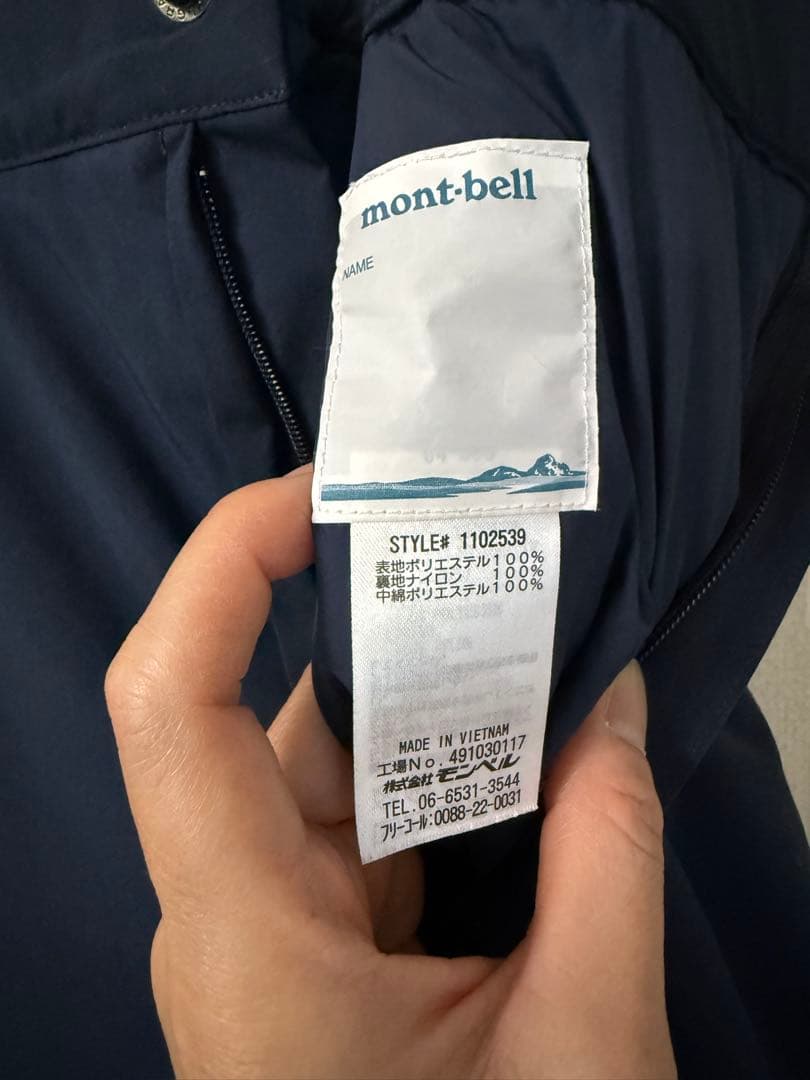 mont-bell
NAME
STYLE# 1102539
表地ポリエステル100%
裏地ナイロン 100%
中綿ポリエステル100%
MADE IN VIETNAM
工場No.491030117
株式会社モンベル
TEL.06-6531-3544
フリーコール:0088-22-0031